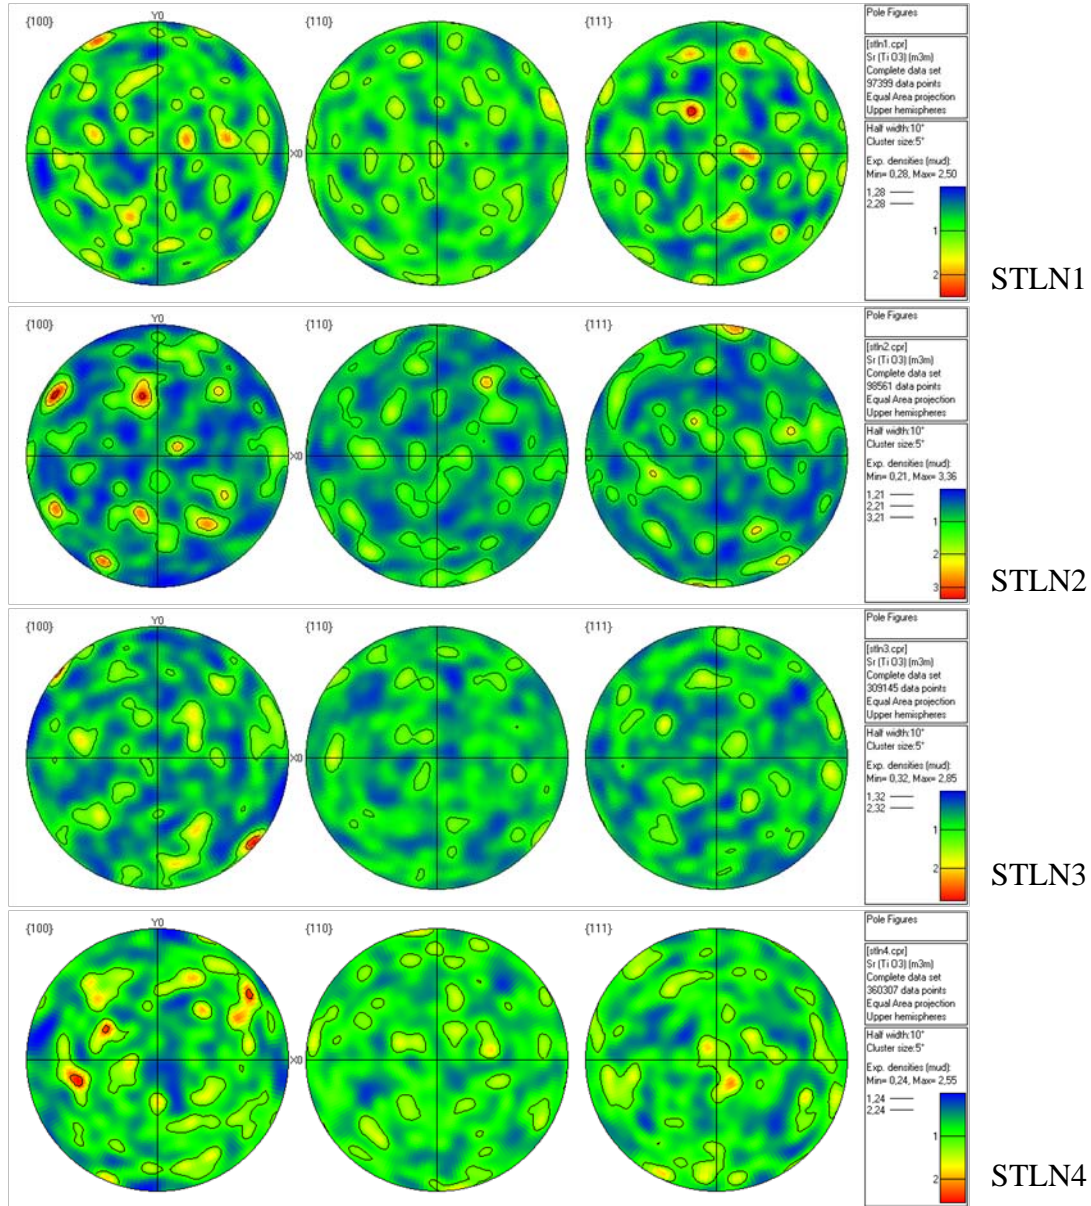 {100}
Y0
{110}
{111}
X0
Pole Figures
[stln1.cpr]
Sr (Ti O3) (m3m)
Complete data set
97399 data points
Equal Area projection
Upper hemispheres
Half width:10°
Cluster size:5°
Exp. densities (mud):
Min= 0,28, Max= 2,50
1,28
2,28
1
2
STLN1
{100}
Y0
{110}
{111}
X0
Pole Figures
[stln2.cpr]
Sr (Ti O3) (m3m)
Complete data set
98561 data points
Equal Area projection
Upper hemispheres
Half width:10°
Cluster size:5°
Exp. densities (mud):
Min= 0,21, Max= 3,36
1,21
2,21
3,21
1
2
3
STLN2
{100}
Y0
{110}
{111}
X0
Pole Figures
[stln3.cpr]
Sr (Ti O3) (m3m)
Complete data set
309145 data points
Equal Area projection
Upper hemispheres
Half width:10°
Cluster size:5°
Exp. densities (mud):
Min= 0,32, Max= 2,85
1,32
2,32
1
2
STLN3
{100}
Y0
{110}
{111}
X0
Pole Figures
[stln4.cpr]
Sr (Ti O3) (m3m)
Complete data set
360307 data points
Equal Area projection
Upper hemispheres
Half width:10°
Cluster size:5°
Exp. densities (mud):
Min= 0,24, Max= 2,55
1,24
2,24
1
2
STLN4